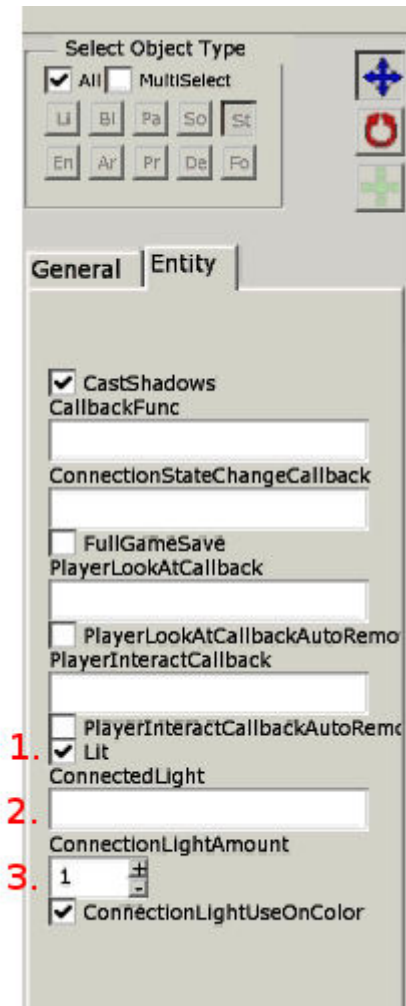 Select Object Type
All MultiSelect
Li Bl Pa So St
En Ar Pr De Fo
General Entity
CastShadows
CallbackFunc
ConnectionStateChangeCallback
FullGameSave
PlayerLookAtCallback
PlayerLookAtCallbackAutoRemo
PlayerInteractCallback
PlayerInteractCallbackAutoRemo
1. Lit
ConnectedLight
2.
ConnectionLightAmount
3. 1 + -
ConnectionLightUseOnColor